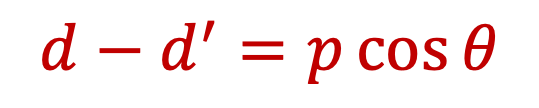 d − d′ = p cos θ